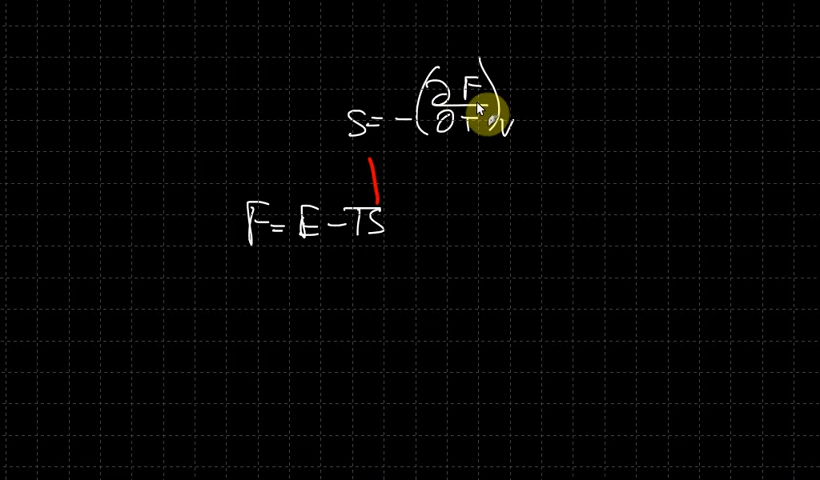 S = -(∂F/∂T)_V
F = E - TS